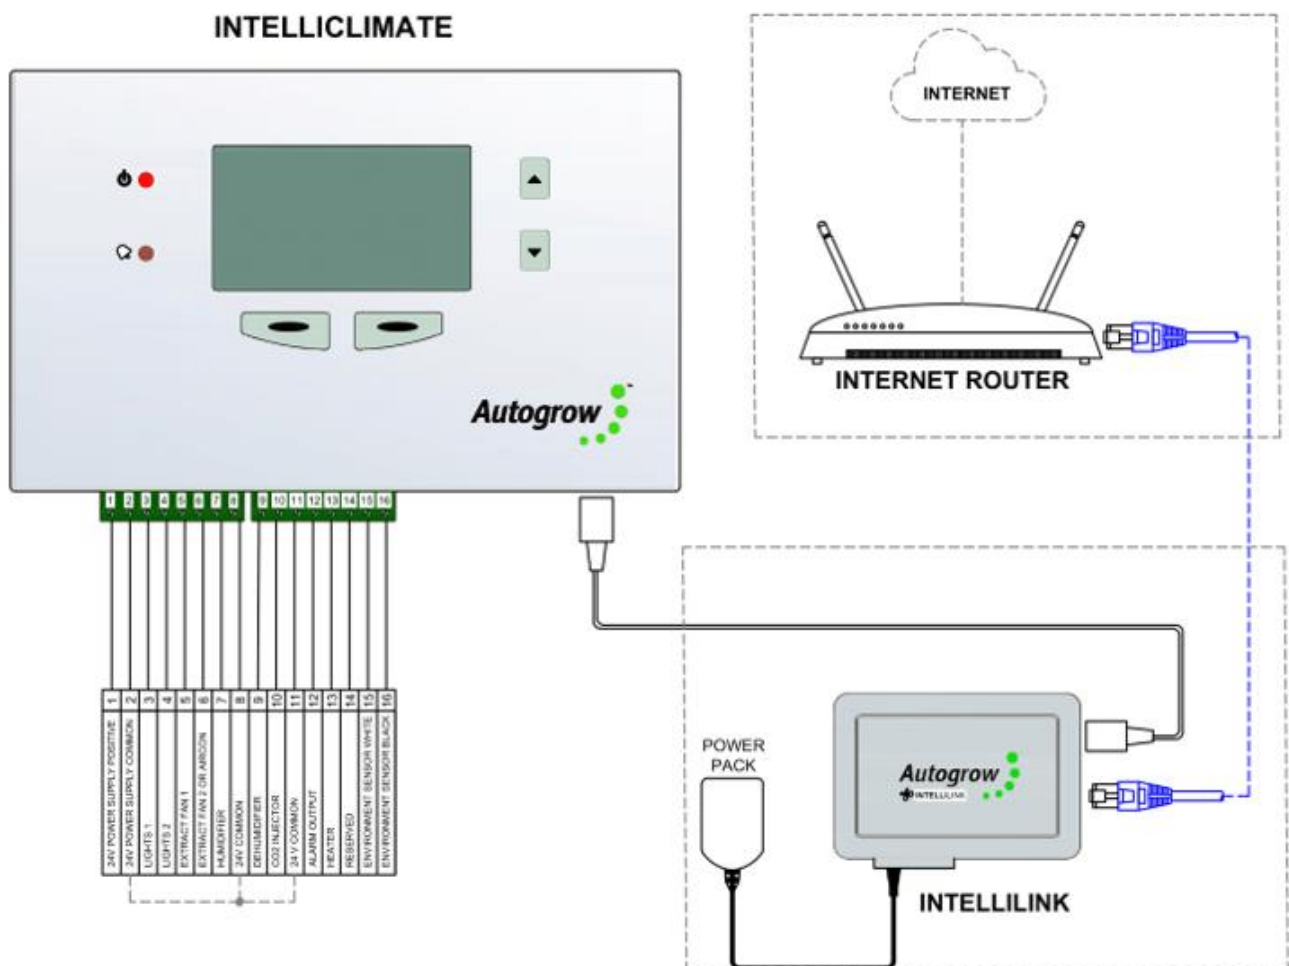 INTELLICLIMATE
INTERNET
INTERNET ROUTER
Autogrow™
1 2 3 4 5 6 7 8 9 10 11 12 13 14 15 16
1 24V POWER SUPPLY POSITIVE
2 24V POWER SUPPLY COMMON
3 LIGHTS 1
4 LIGHTS 2
5 EXTRACT FAN 1
6 EXTRACT FAN 2 OR AIRCON
7 HUMIDIFIER
8 24V COMMON
9 DEHUMIDIFIER
10 CO2 INJECTOR
11 24 V COMMON
12 ALARM OUTPUT
13 HEATER
14 RESERVED
15 ENVIRONMENT SENSOR WHITE
16 ENVIRONMENT SENSOR BLACK
POWER
PACK
Autogrow
INTELLILINK
INTELLILINK